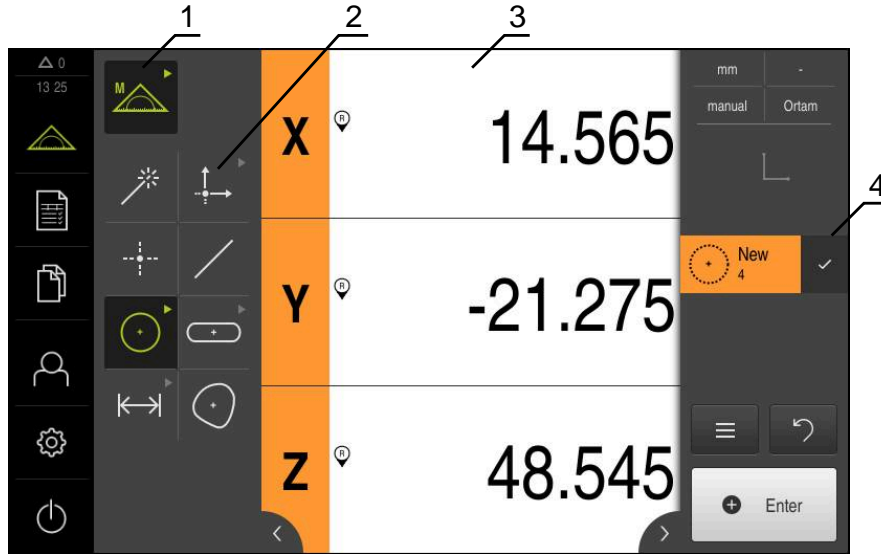 1 2 3
0
13 25
M
mm -
manual Ortam
X R 14.565
4
New
4
Y R -21.275
Z R 48.545
Enter